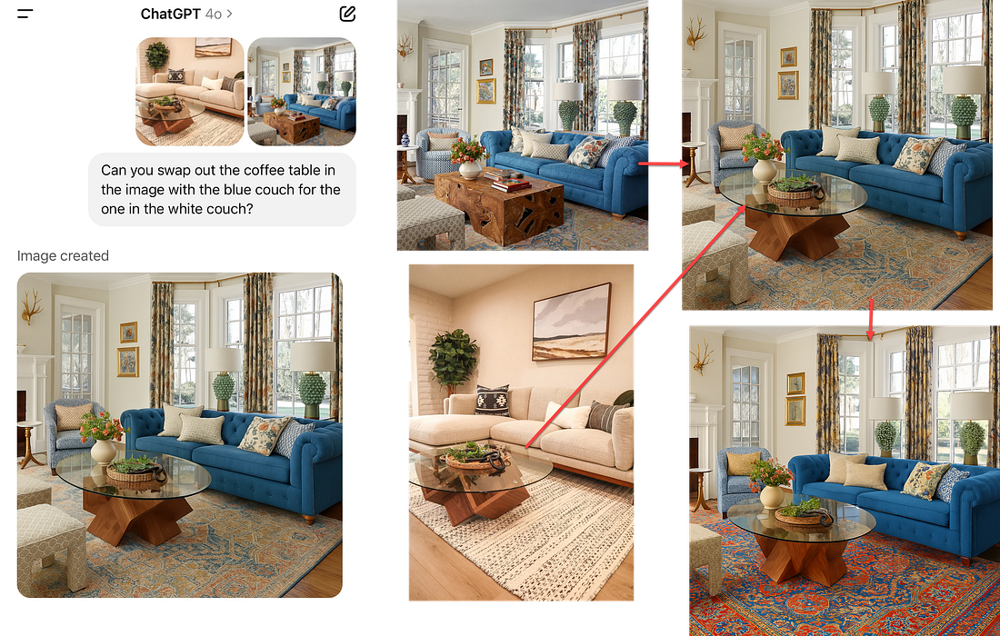 ChatGPT 4o >
Can you swap out the coffee table in
the image with the blue couch for the
one in the white couch?
Image created